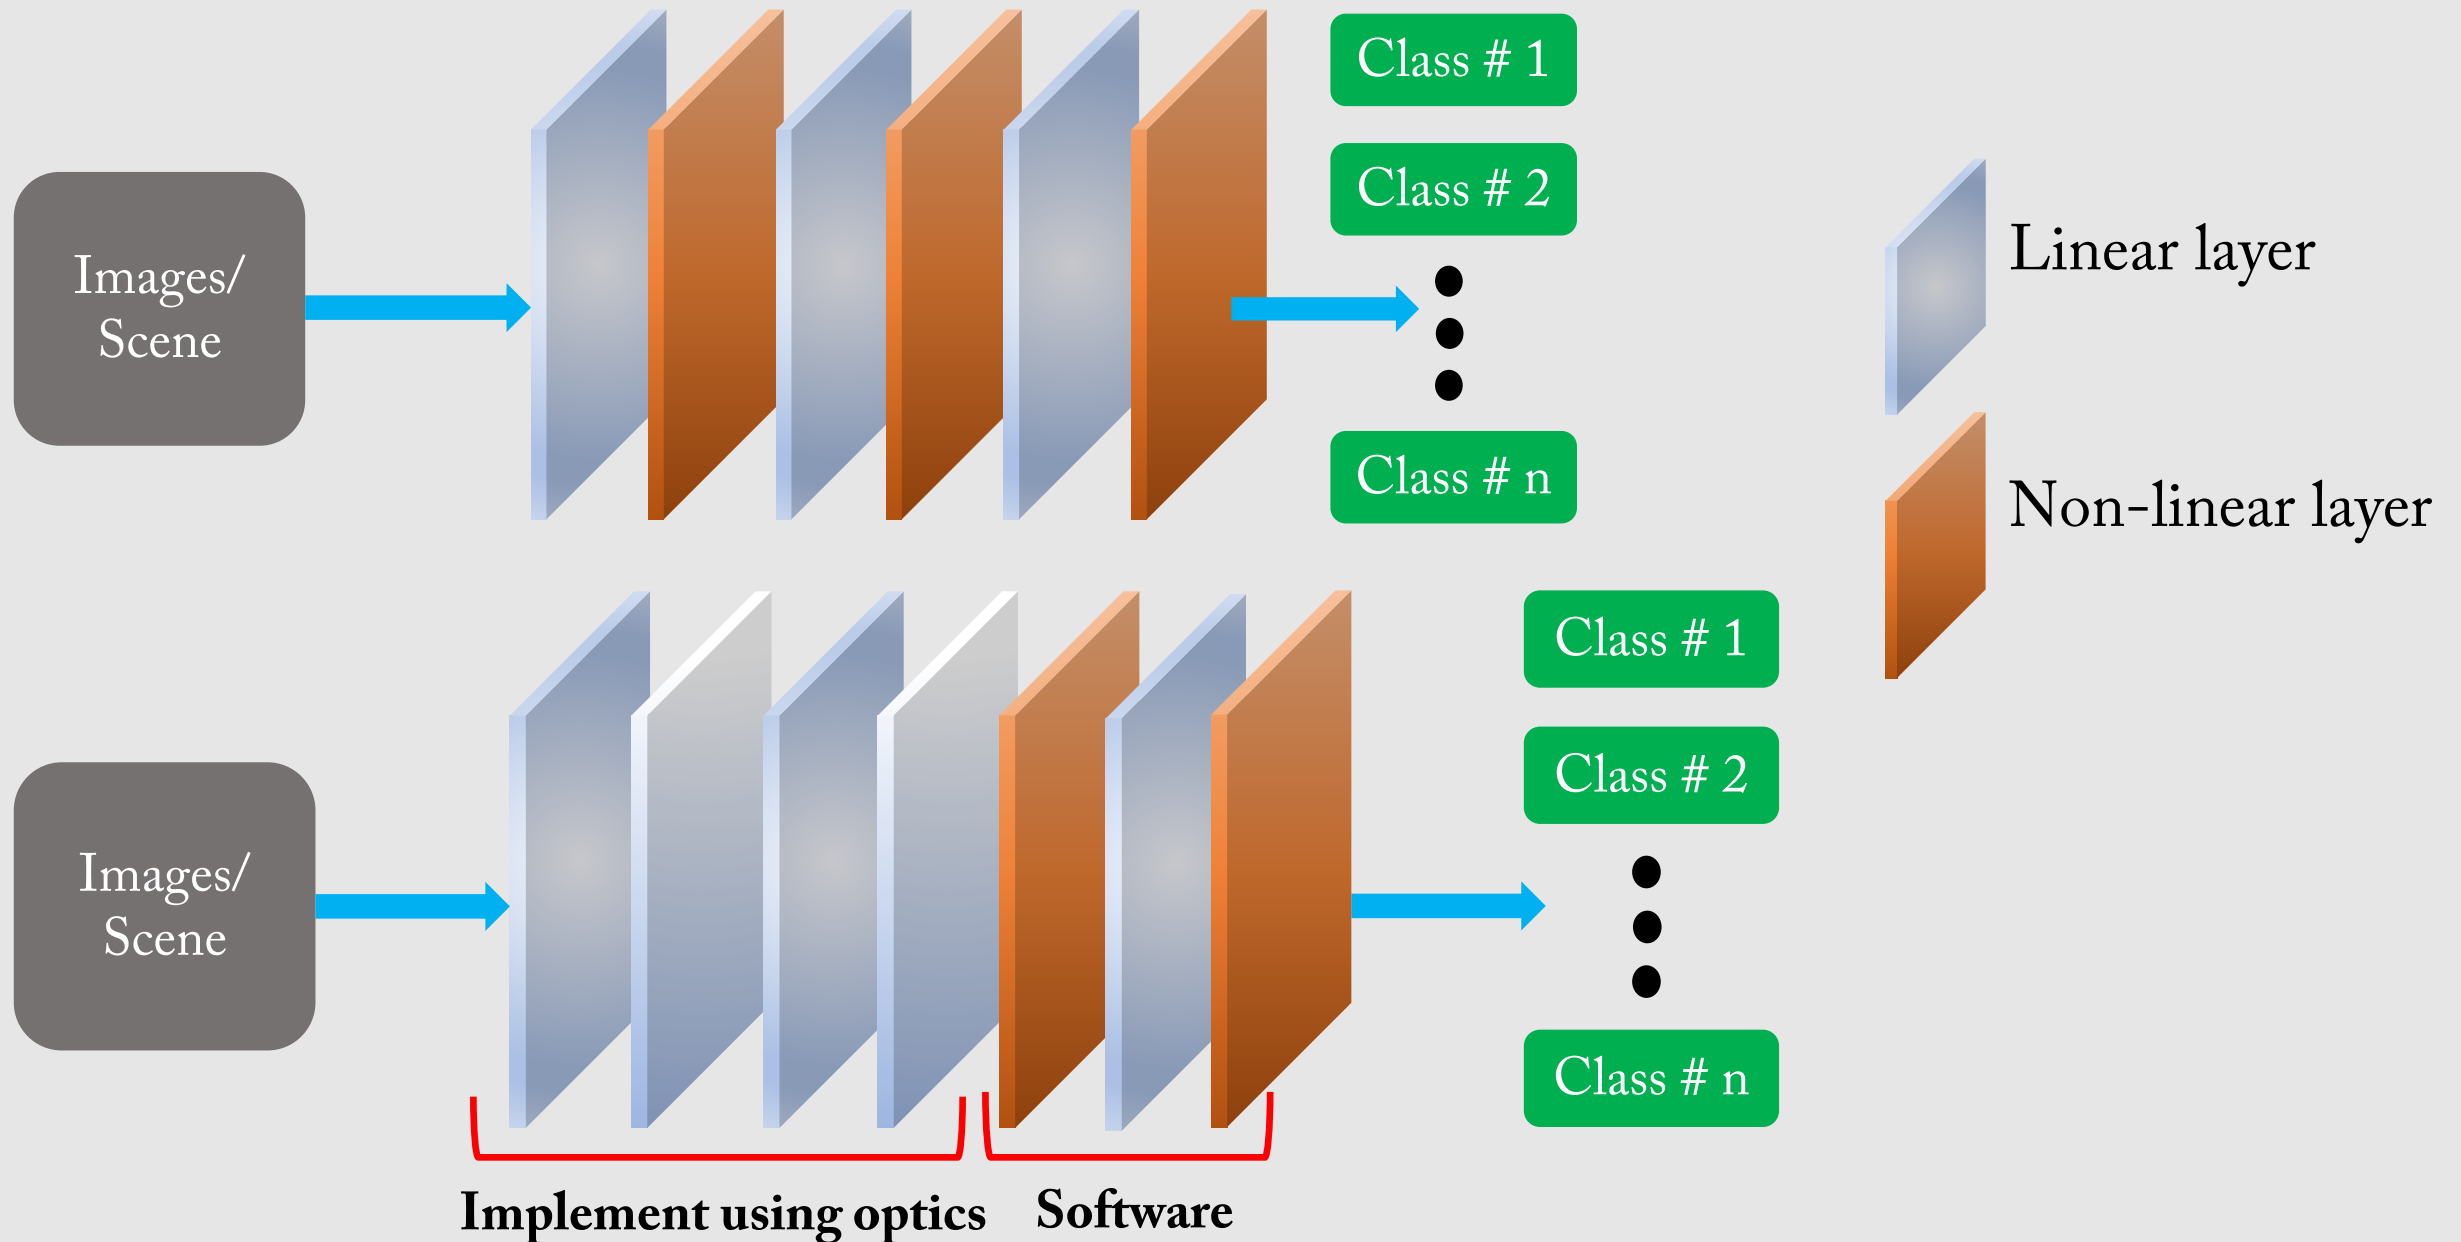 Images/
Scene
Class # 1
Class # 2
Class # n
Linear layer
Non-linear layer
Images/
Scene
Class # 1
Class # 2
Class # n
Implement using optics
Software